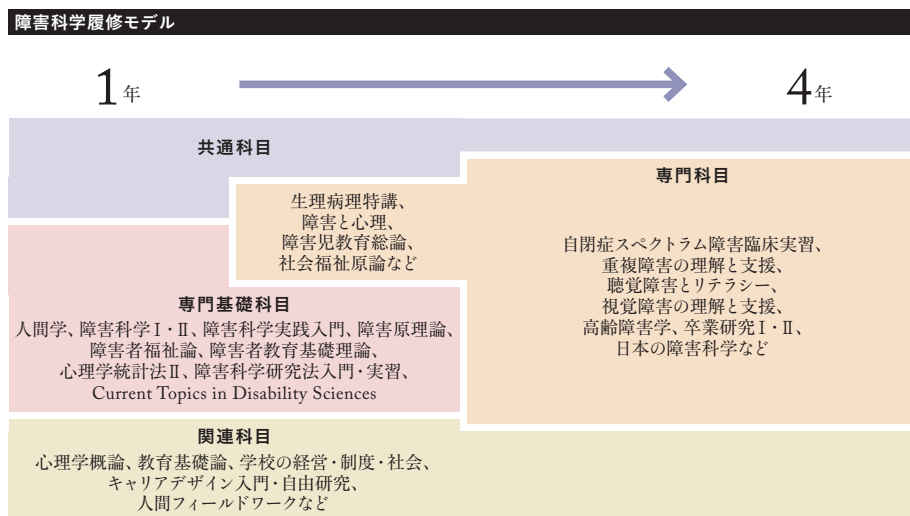 障害科学履修モデル
1年
4年
共通科目
生理病理特講、
障害と心理、
障害児教育総論、
社会福祉原論など
専門科目
自閉症スペクトラム障害臨床実習、
重複障害の理解と支援、
聴覚障害とリテラシー、
視覚障害の理解と支援、
高齢障害学、卒業研究Ⅰ・Ⅱ、
日本の障害科学など
専門基礎科目
人間学、障害科学Ⅰ・Ⅱ、障害科学実践入門、障害原理論、
障害者福祉論、障害者教育基礎理論、
心理学統計法Ⅱ、障害科学研究法入門・実習、
Current Topics in Disability Sciences
関連科目
心理学概論、教育基礎論、学校の経営・制度・社会、
キャリアデザイン入門・自由研究、
人間フィールドワークなど